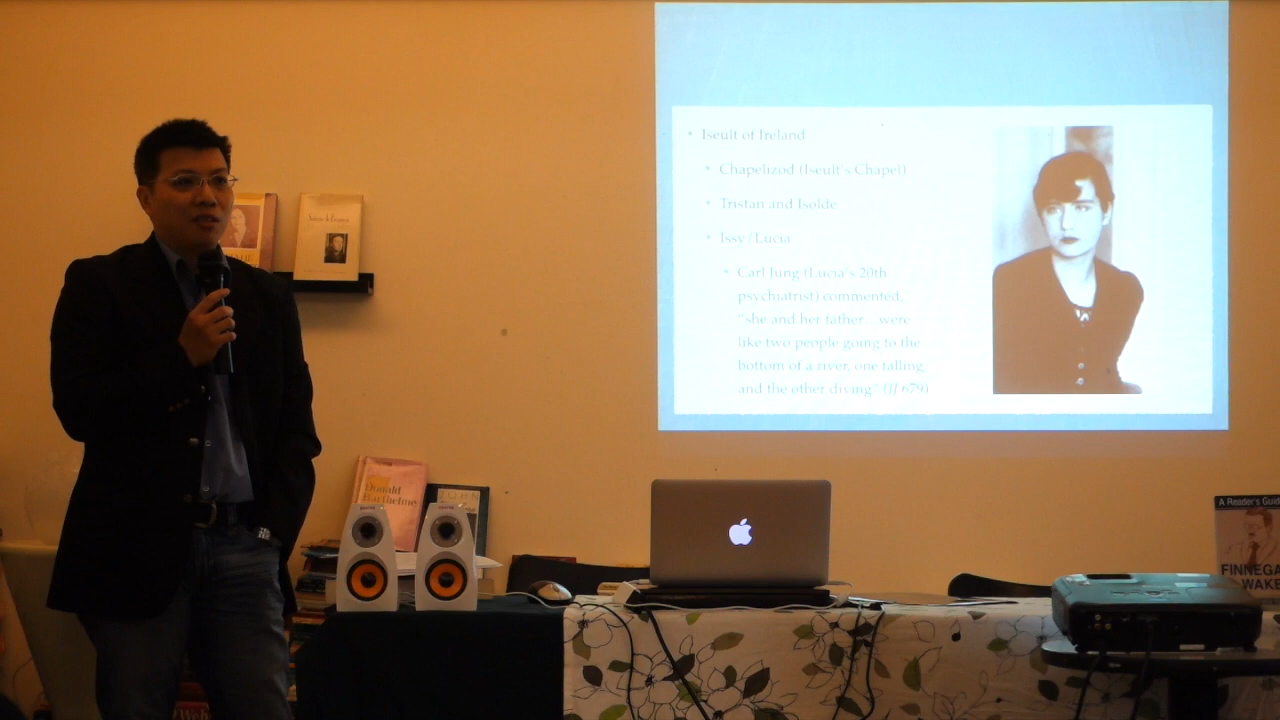 Iseult of Ireland
Chapelizod (Iseult's Chapel)
Tristan and Isolde
Issy/Lucia
Carl Jung (Lucia's 20th
psychiatrist) commented,
"she and her father... were
like two people going to the
bottom of a river, one falling,
and the other diving" (JJ 679)
Donald
Barthelme
JOHN
A Reader's Guid
FINNEGA
WAKE